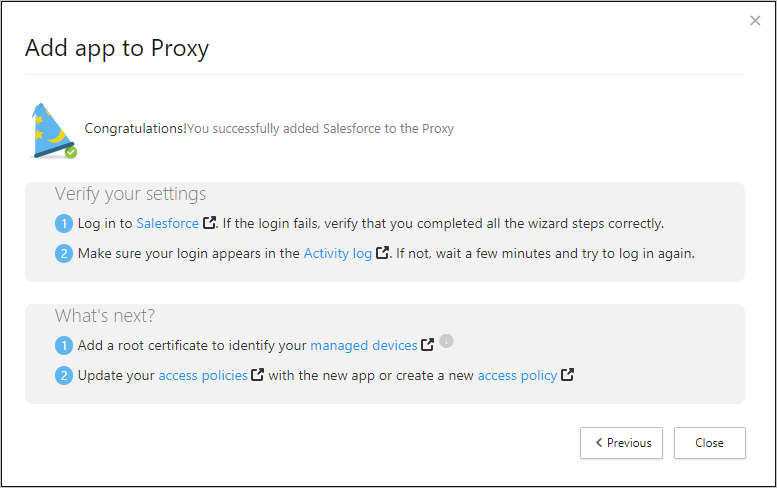 Add app to Proxy
Congratulations!You successfully added Salesforce to the Proxy
Verify your settings
1 Log in to Salesforce. If the login fails, verify that you completed all the wizard steps correctly.
2 Make sure your login appears in the Activity log. If not, wait a few minutes and try to log in again.
What's next?
1 Add a root certificate to identify your managed devices i
2 Update your access policies with the new app or create a new access policy
Previous Close